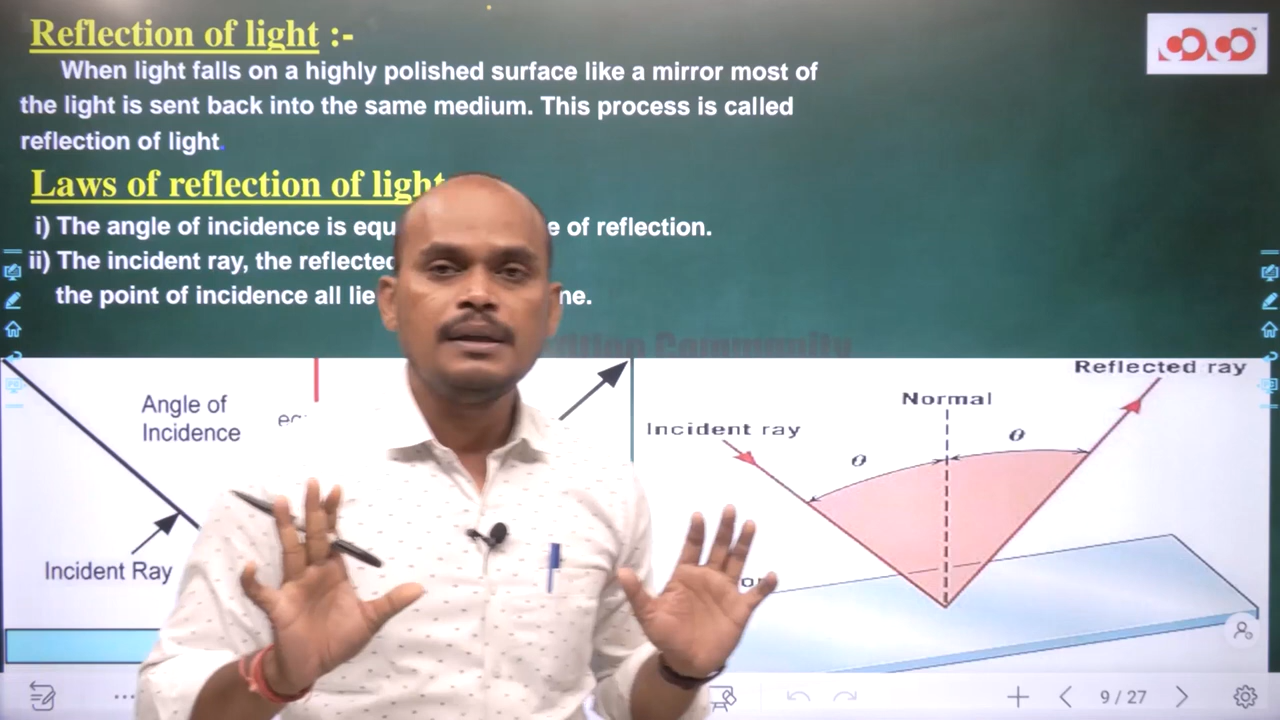 Reflection of light :-
When light falls on a highly polished surface like a mirror most of
the light is sent back into the same medium. This process is called
reflection of light.
Laws of reflection of light
i) The angle of incidence is equ e of reflection.
ii) The incident ray, the reflected
the point of incidence all lie ne.
Community
Reflected ray
Normal
Angle of
Incidence
Incident ray
θ
θ
Incident Ray
9 / 27